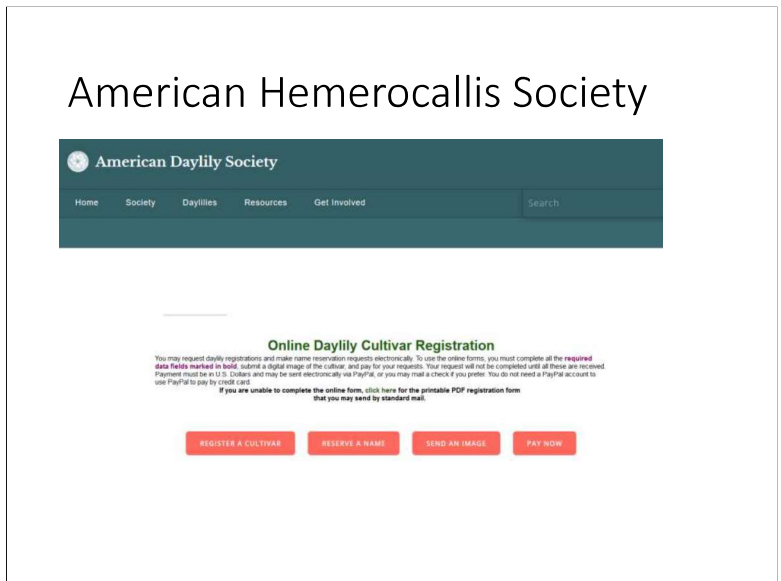 American Hemerocallis Society
American Daylily Society
Home Society Daylilies Resources Get Involved Search
Online Daylily Cultivar Registration
You may request daylily registrations and make name reservation requests electronically. To use the online forms, you must complete all the required
data fields marked in bold, submit a digital image of the cultivar, and pay for your requests. Your request will not be completed until all these are received.
Payment must be in U.S. Dollars and may be sent electronically via PayPal, or you may mail a check if you prefer. You do not need a PayPal account to
use PayPal to pay by credit card.
If you are unable to complete the online form, click here for the printable PDF registration form
that you may send by standard mail.
REGISTER A CULTIVAR RESERVE A NAME SEND AN IMAGE PAY NOW